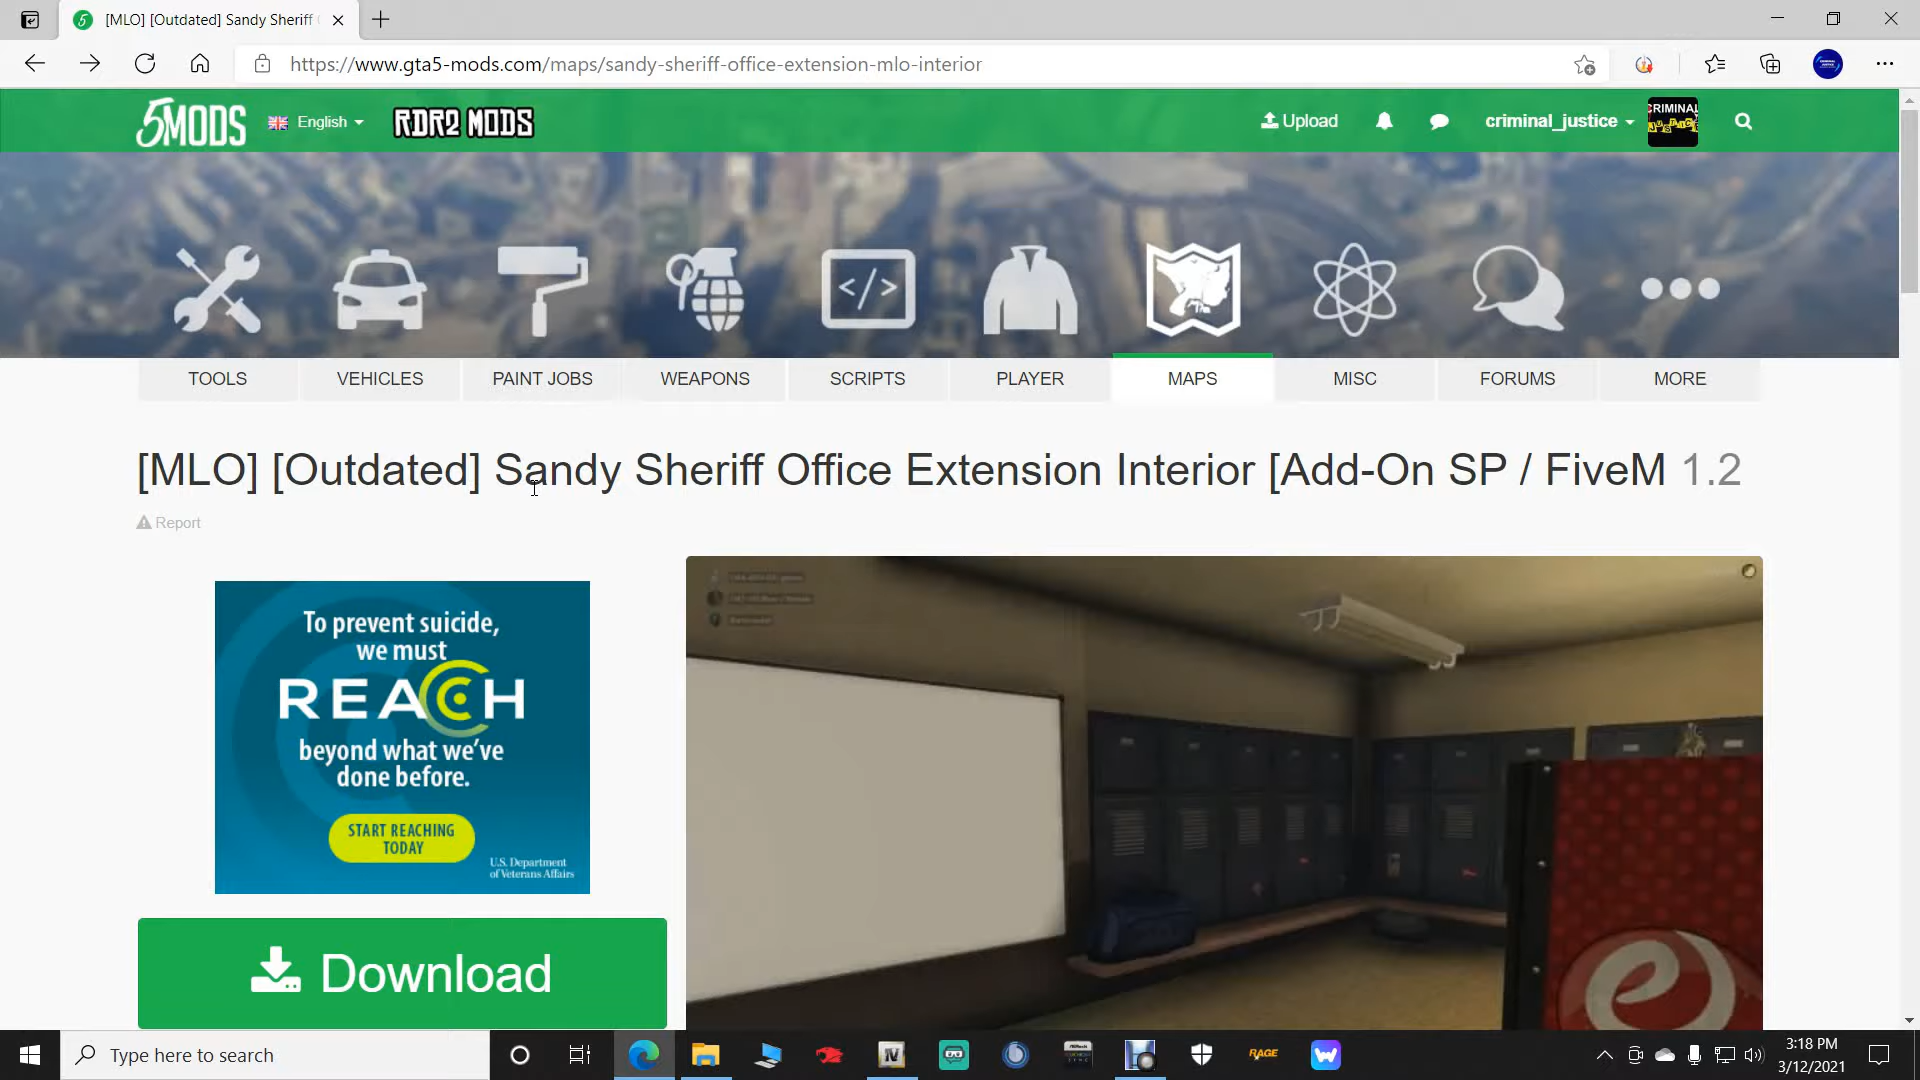 [MLO] [Outdated] Sandy Sheriff
https://www.gta5-mods.com/maps/sandy-sheriff-office-extension-mlo-interior
5MODS
English
RDR2 MODS
Upload
criminal_justice
CRIMINAL
JUSTICE
TOOLS
VEHICLES
PAINT JOBS
WEAPONS
SCRIPTS
PLAYER
MAPS
MISC
FORUMS
MORE
[MLO] [Outdated] Sandy Sheriff Office Extension Interior [Add-On SP / FiveM 1.2
Report
To prevent suicide,
we must
REACH
beyond what we've
done before.
START REACHING
TODAY
U.S. Department
of Veterans Affairs
Download
Type here to search
RAGE
3:18 PM
3/12/2021